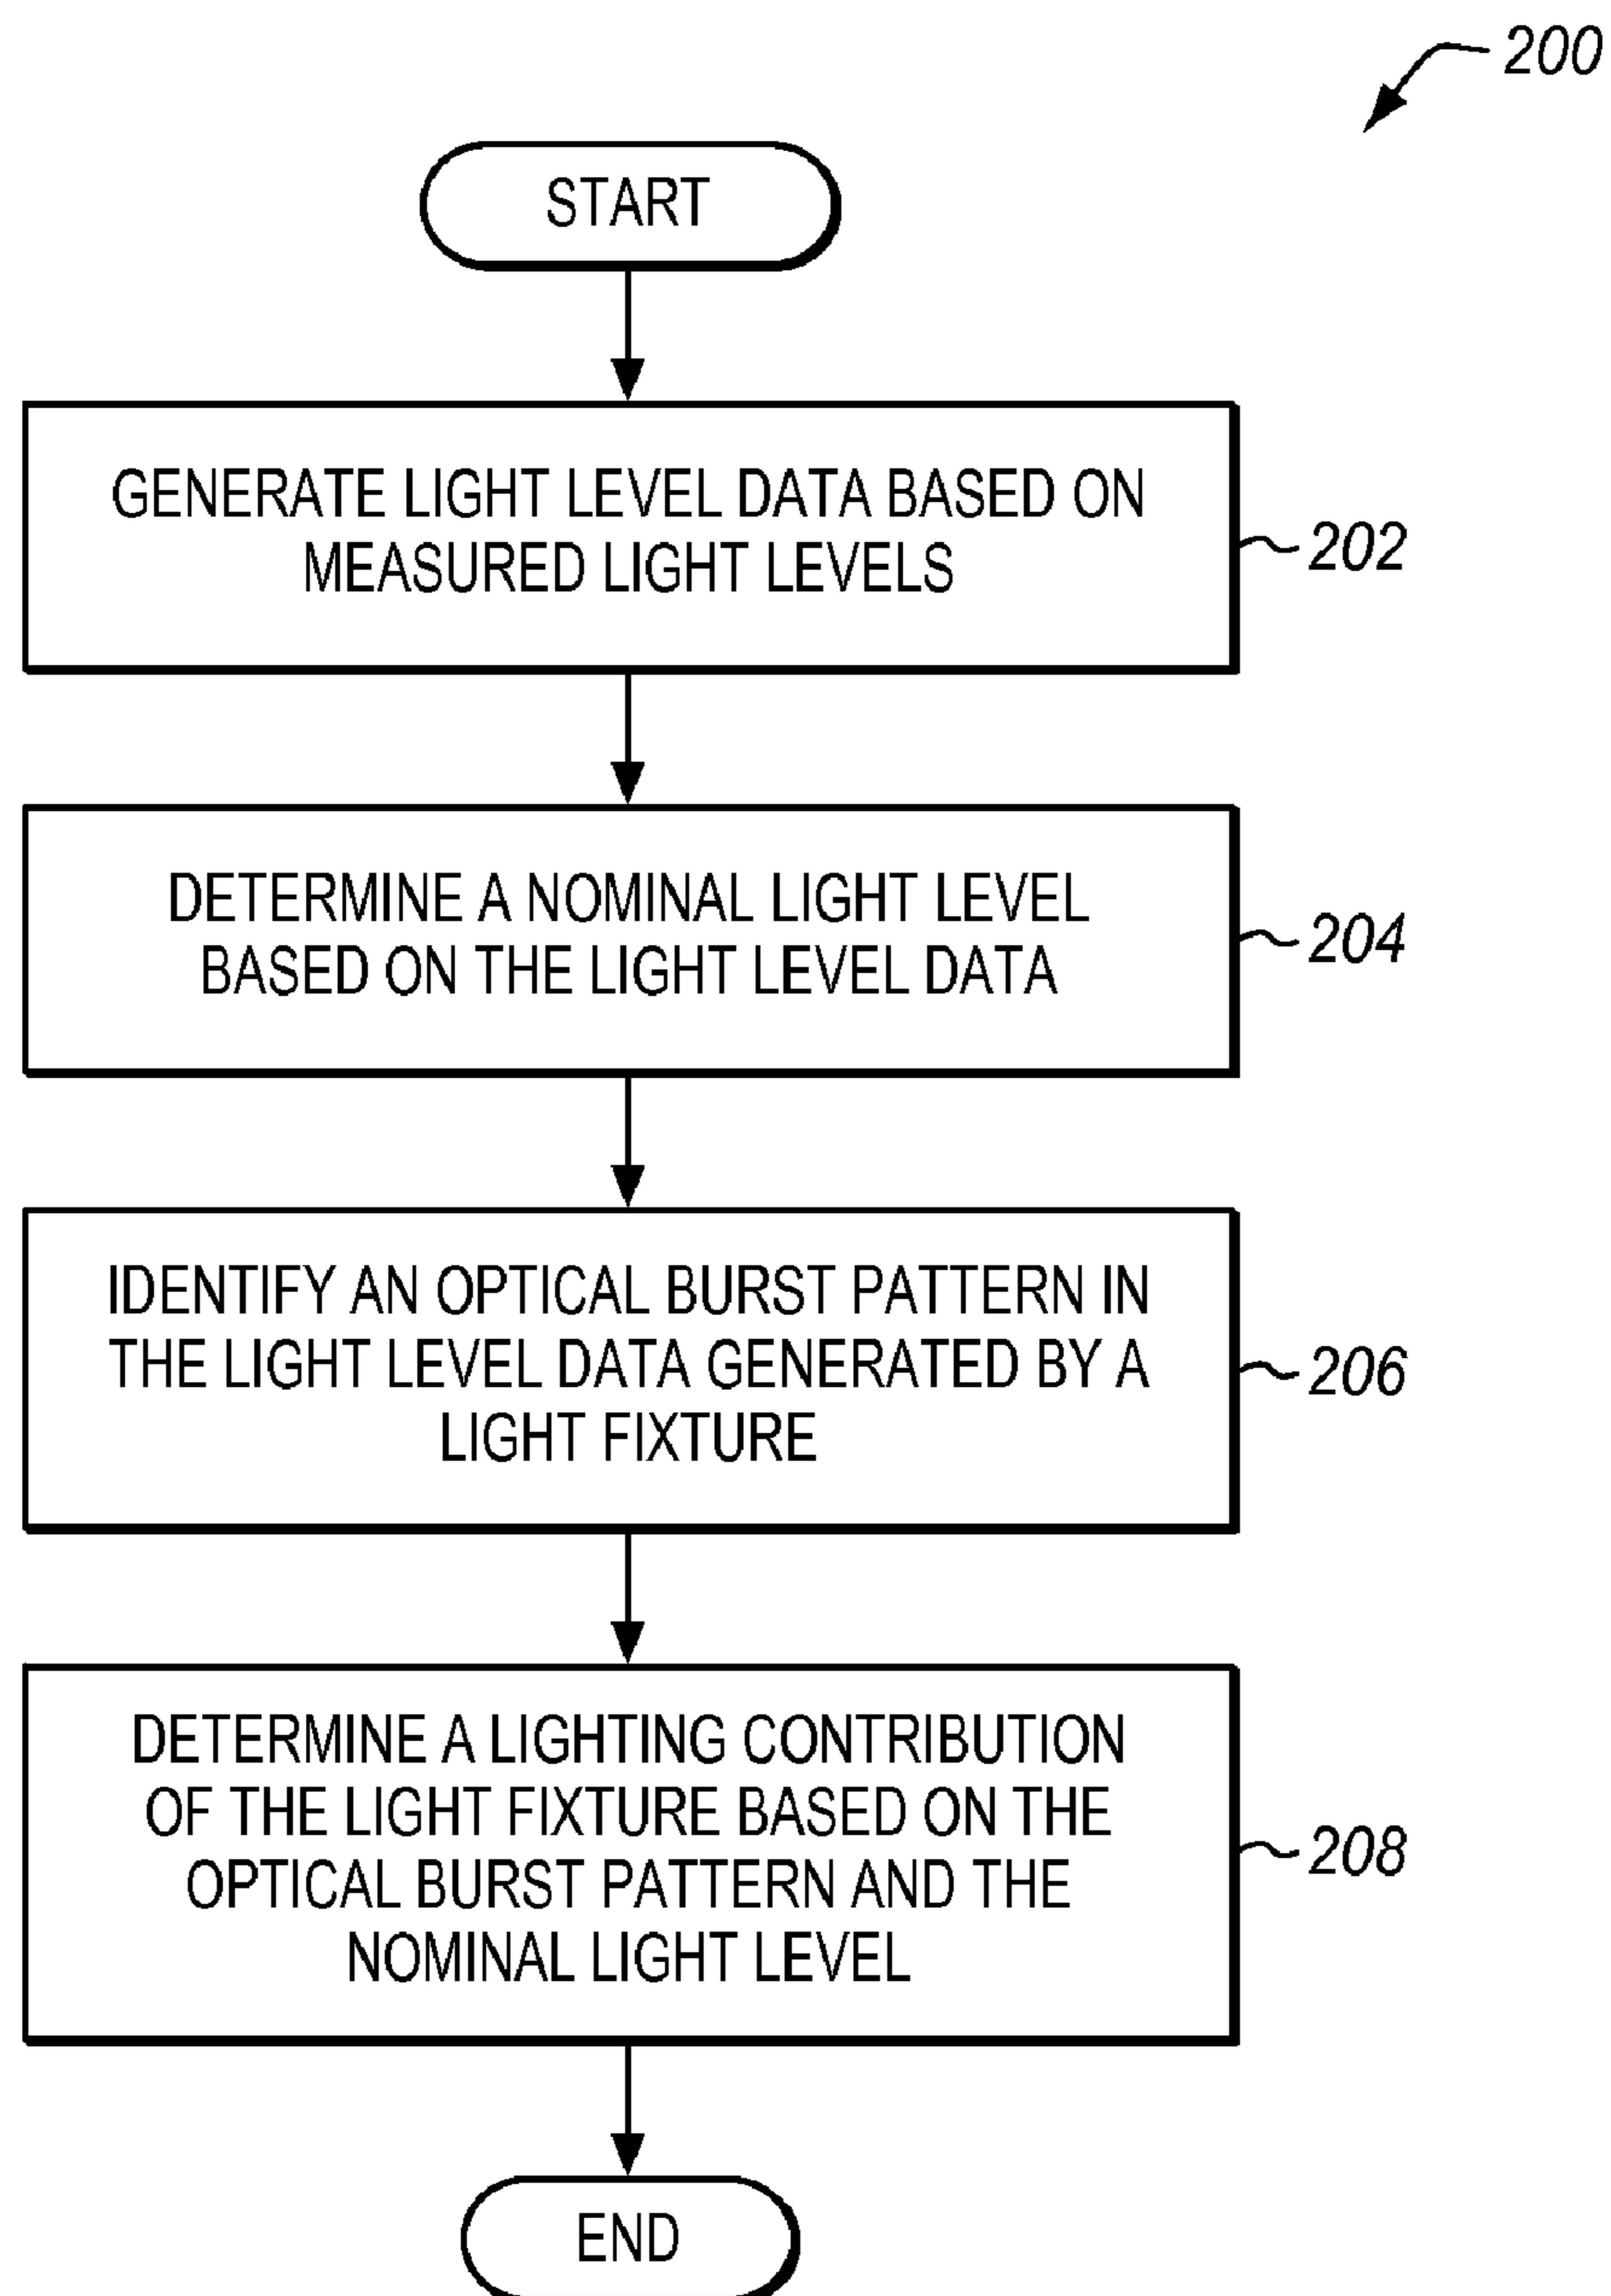 200
START
GENERATE LIGHT LEVEL DATA BASED ON
MEASURED LIGHT LEVELS
202
DETERMINE A NOMINAL LIGHT LEVEL
BASED ON THE LIGHT LEVEL DATA
204
IDENTIFY AN OPTICAL BURST PATTERN IN
THE LIGHT LEVEL DATA GENERATED BY A
LIGHT FIXTURE
206
DETERMINE A LIGHTING CONTRIBUTION
OF THE LIGHT FIXTURE BASED ON THE
OPTICAL BURST PATTERN AND THE
NOMINAL LIGHT LEVEL
208
END